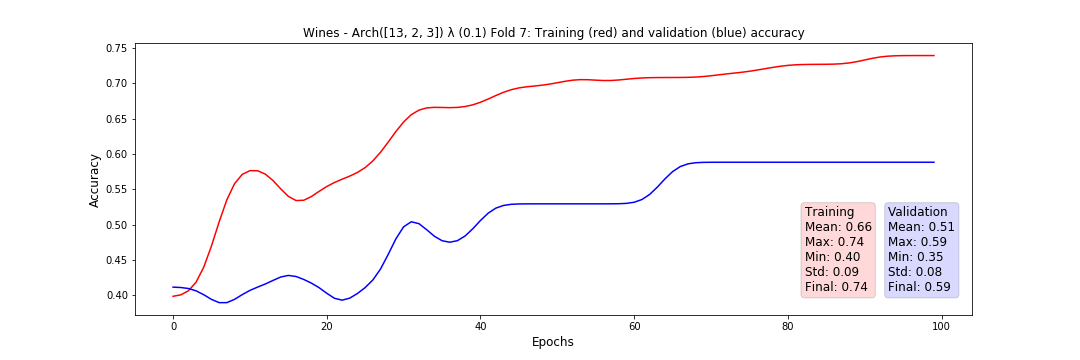 Wines - Arch([13, 2, 3]) λ (0.1) Fold 7: Training (red) and validation (blue) accuracy
Accuracy
0.75
0.70
0.65
0.60
0.55
0.50
0.45
0.40
Training
Mean: 0.66
Max: 0.74
Min: 0.40
Std: 0.09
Final: 0.74
Validation
Mean: 0.51
Max: 0.59
Min: 0.35
Std: 0.08
Final: 0.59
0 20 40 60 80 100
Epochs